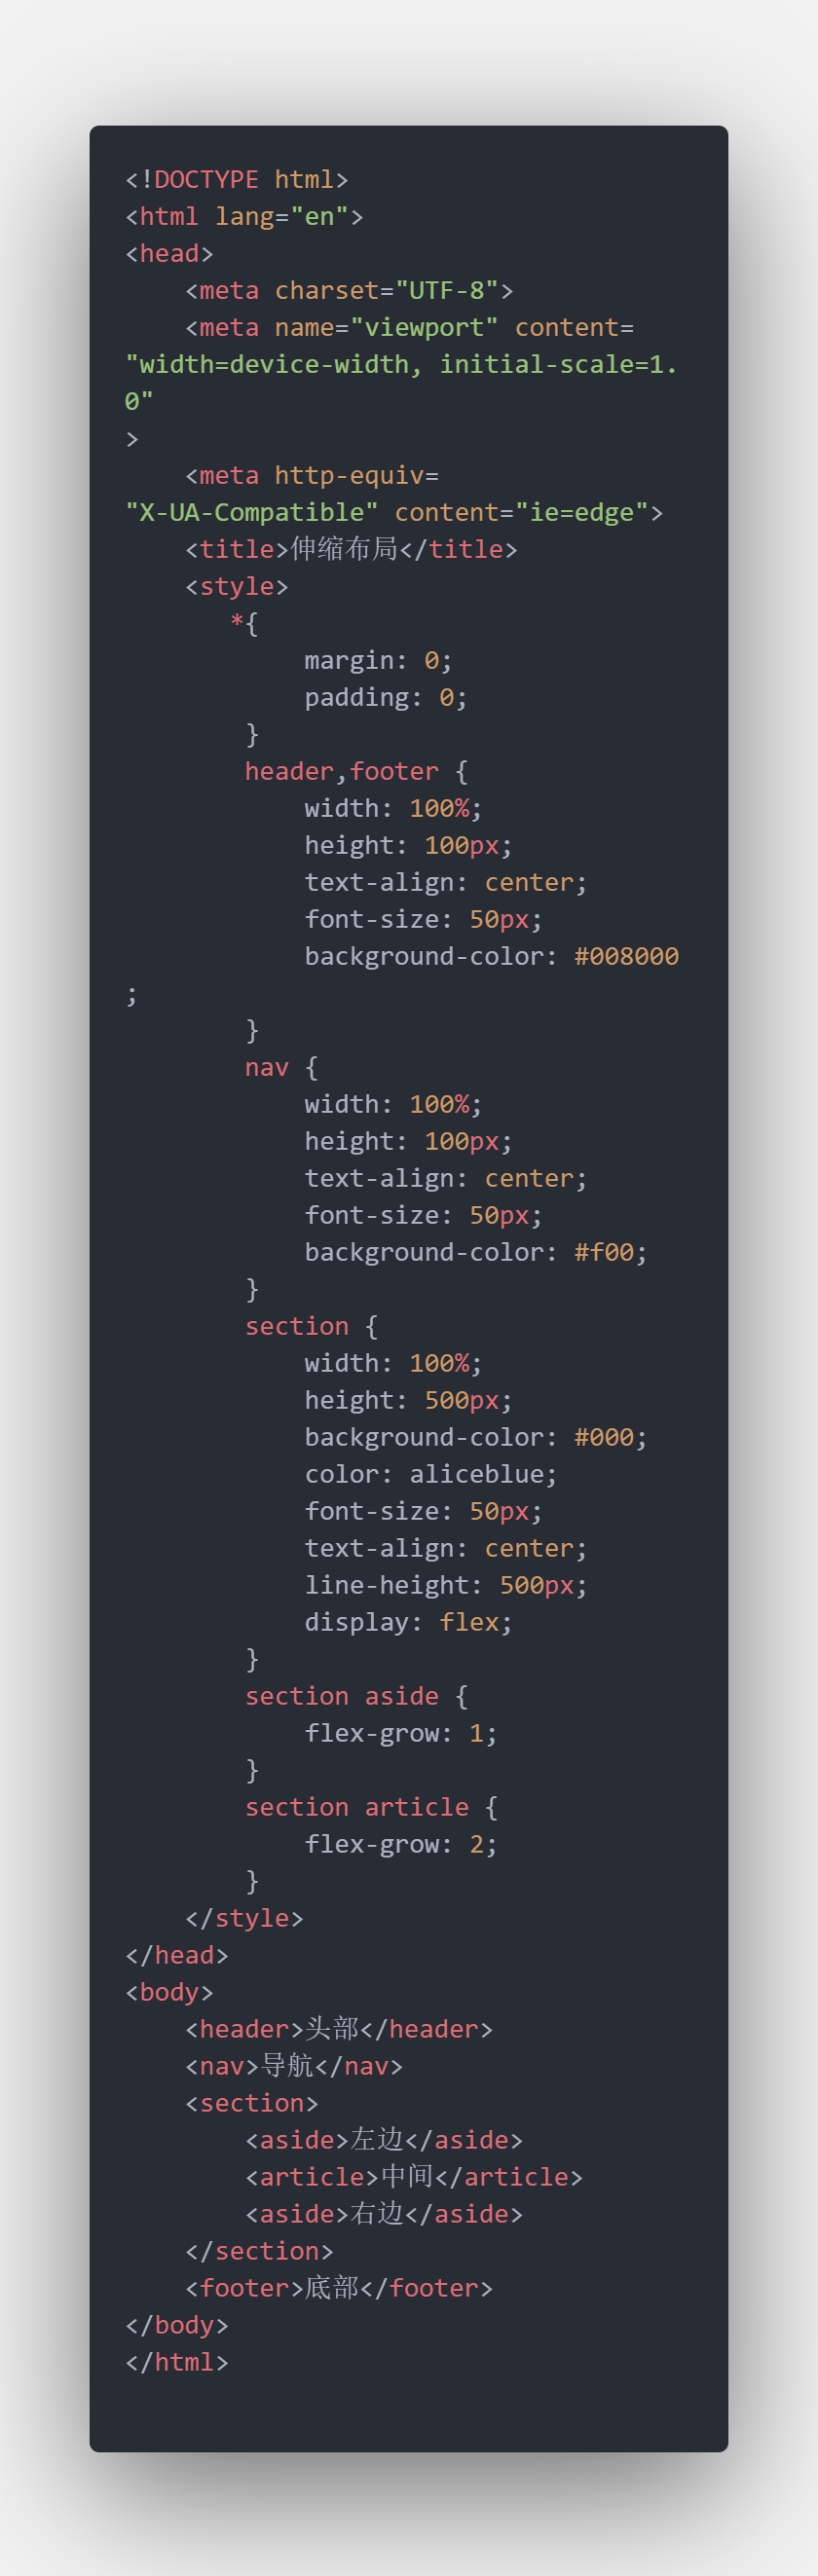 <!DOCTYPE html>
<html lang="en">
<head>
    <meta charset="UTF-8">
    <meta name="viewport" content=
"width=device-width, initial-scale=1.
0"
>
    <meta http-equiv=
"X-UA-Compatible" content="ie=edge">
    <title>伸缩布局</title>
    <style>
       *{
            margin: 0;
            padding: 0;
        }
        header,footer {
            width: 100%;
            height: 100px;
            text-align: center;
            font-size: 50px;
            background-color: #008000
;
        }
        nav {
            width: 100%;
            height: 100px;
            text-align: center;
            font-size: 50px;
            background-color: #f00;
        }
        section {
            width: 100%;
            height: 500px;
            background-color: #000;
            color: aliceblue;
            font-size: 50px;
            text-align: center;
            line-height: 500px;
            display: flex;
        }
        section aside {
            flex-grow: 1;
        }
        section article {
            flex-grow: 2;
        }
    </style>
</head>
<body>
    <header>头部</header>
    <nav>导航</nav>
    <section>
        <aside>左边</aside>
        <article>中间</article>
        <aside>右边</aside>
    </section>
    <footer>底部</footer>
</body>
</html>